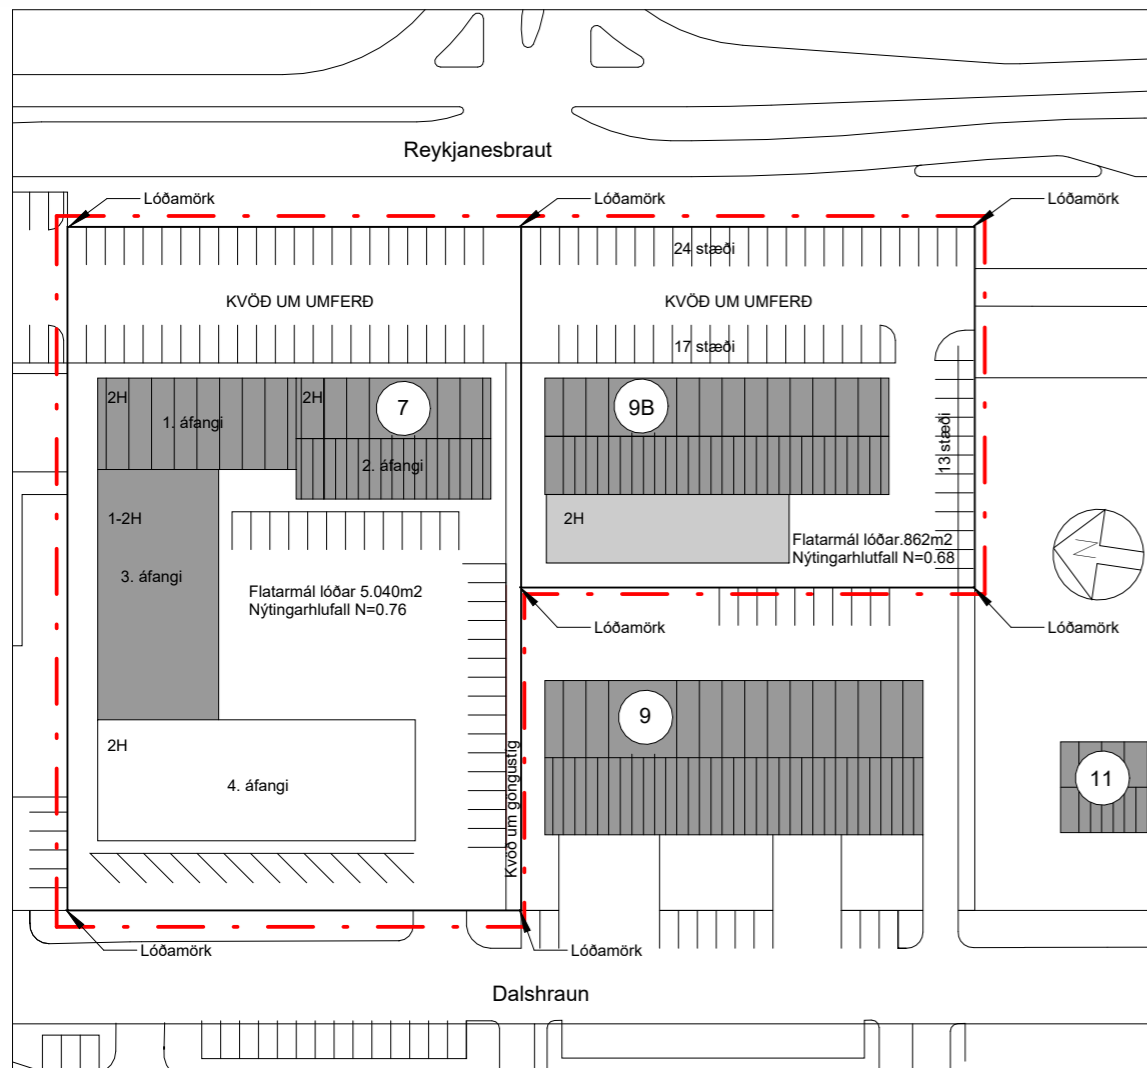 Reykjanesbraut
Lóðamörk
Lóðamörk
Lóðamörk
24 stæði
KVÖÐ UM UMFERÐ
KVÖÐ UM UMFERÐ
17 stæði
2H
2H
7
9B
1. áfangi
2. áfangi
13 stæði
1-2H
2H
3. áfangi
Flatarmál lóðar.862m2
Nýtingarhlutfall N=0.68
N
Flatarmál lóðar 5.040m2
Nýtingarhlufall N=0.76
Lóðamörk
Lóðamörk
9
2H
4. áfangi
Kvöð um göngustig
11
Lóðamörk
Lóðamörk
Dalshraun